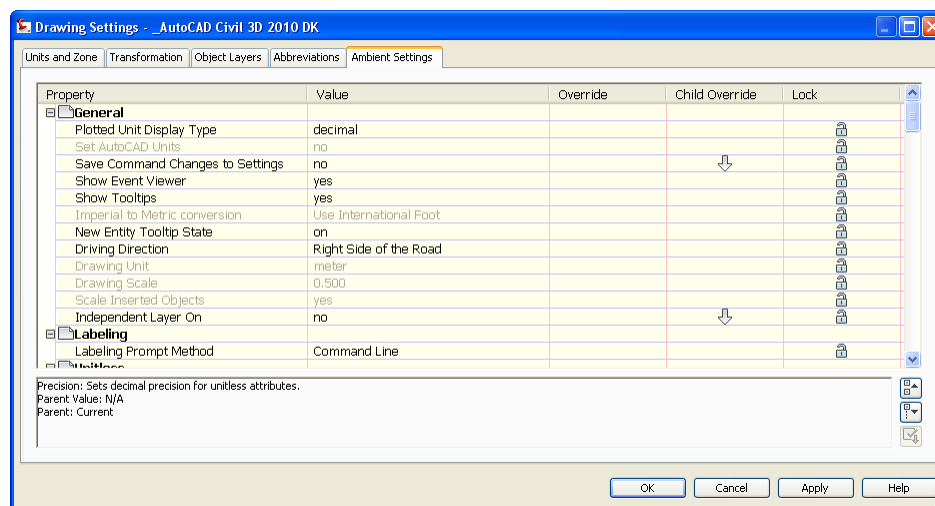 Drawing Settings - _AutoCAD Civil 3D 2010 DK
Units and Zone Transformation Object Layers Abbreviations Ambient Settings
Property Value Override Child Override Lock
General
Plotted Unit Display Type decimal
Set AutoCAD Units no
Save Command Changes to Settings no
Show Event Viewer yes
Show Tooltips yes
Imperial to Metric conversion Use International Foot
New Entity Tooltip State on
Driving Direction Right Side of the Road
Drawing Unit meter
Drawing Scale 0.500
Scale Inserted Objects yes
Independent Layer On no
Labeling
Labeling Prompt Method Command Line
Unitless
Precision: Sets decimal precision for unitless attributes.
Parent Value: N/A
Parent: Current
OK Cancel Apply Help